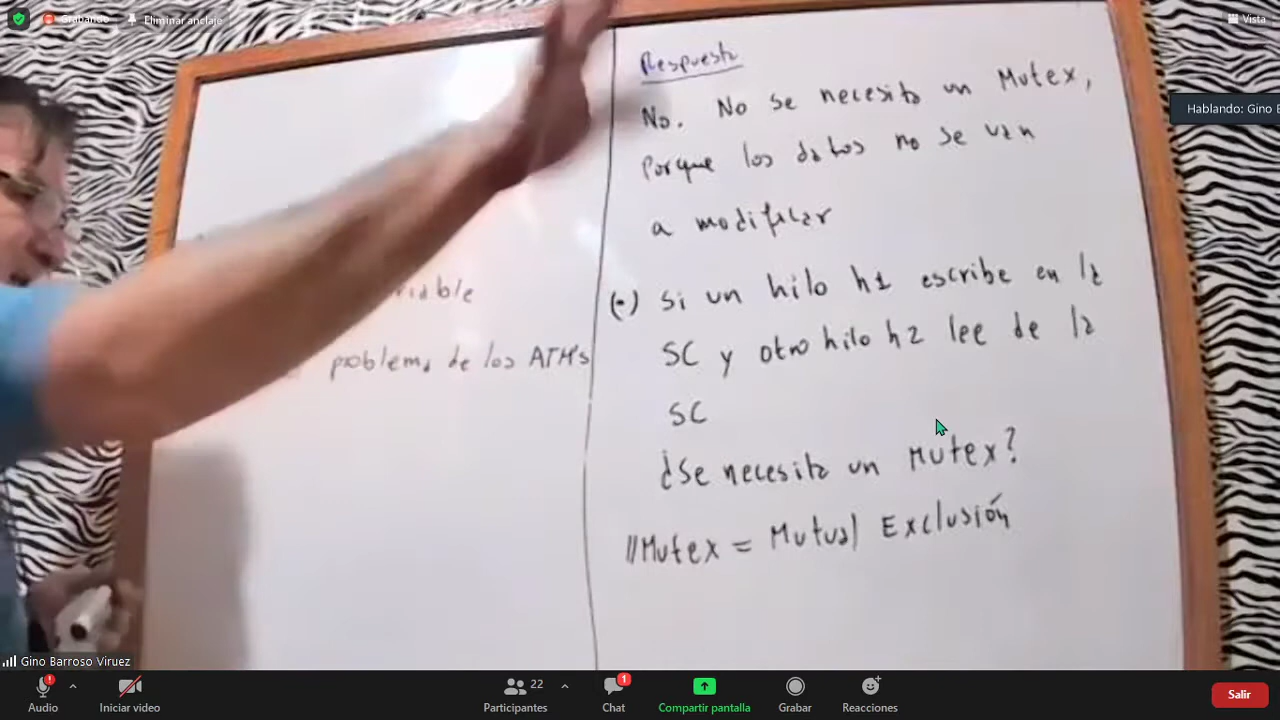 Grabando
Eliminar anclaje
Vista
Hablando: Gino B
Respuesta
No. No se necesita un Mutex,
Porque los datos no se van
a modificar
(-) Si un hilo h1 escribe en la
SC y otro hilo h2 lee de la
SC
¿Se necesita un Mutex?
//Mutex = Mutual Exclusión
riable
problema de los ATM's
Gino Barroso Viruez
Audio
Iniciar video
Participantes
22
Chat
1
Compartir pantalla
Grabar
Reacciones
Salir